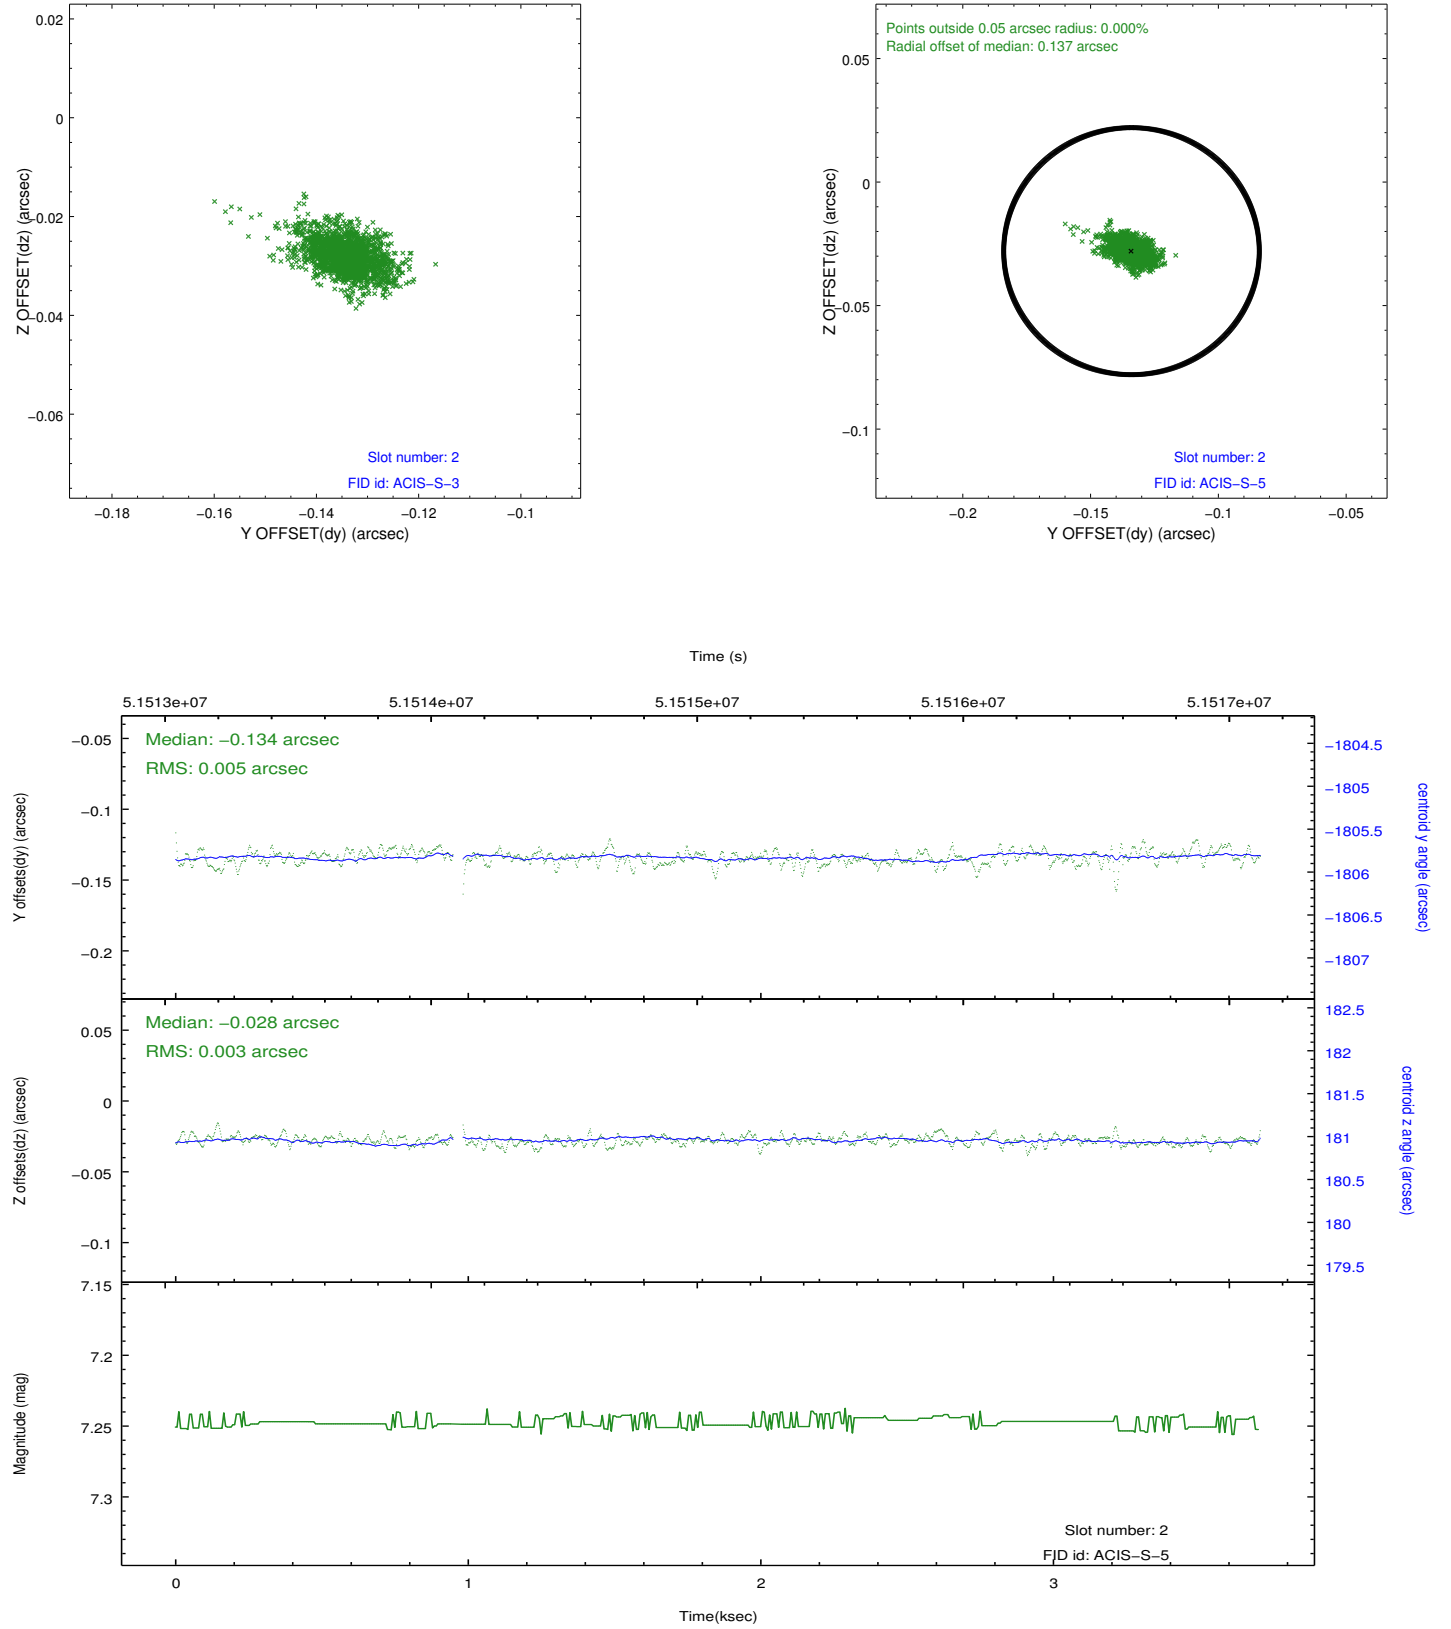 0.02
0
−0.02
−0.04
−0.06
Z OFFSET(dz) (arcsec)
Slot number: 2
FID id: ACIS−S−3
−0.18
−0.16
−0.14
−0.12
−0.1
Y OFFSET(dy) (arcsec)
Points outside 0.05 arcsec radius: 0.000%
Radial offset of median: 0.137 arcsec
0.05
0
−0.05
−0.1
Z OFFSET(dz) (arcsec)
Slot number: 2
FID id: ACIS−S−5
−0.2
−0.15
−0.1
−0.05
Y OFFSET(dy) (arcsec)
Time (s)
5.1513e+07
5.1514e+07
5.1515e+07
5.1516e+07
5.1517e+07
Median: −0.134 arcsec
RMS: 0.005 arcsec
−0.05
−0.1
−0.15
−0.2
Y offsets(dy) (arcsec)
−1804.5
−1805
−1805.5
−1806
−1806.5
−1807
centroid y angle (arcsec)
Median: −0.028 arcsec
RMS: 0.003 arcsec
0.05
0
−0.05
−0.1
Z offsets(dz) (arcsec)
182.5
182
181.5
181
180.5
180
179.5
centroid z angle (arcsec)
7.15
7.2
7.25
7.3
Magnitude (mag)
Slot number: 2
FID id: ACIS−S−5
0
1
2
3
Time(ksec)